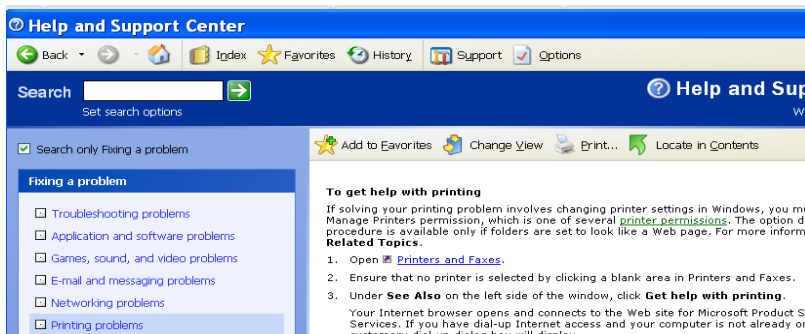 Help and Support Center
Back Index Favorites History Support Options
Search
Help and Sup
Set search options
W
Search only Fixing a problem
Add to Favorites Change View Print... Locate in Contents
Fixing a problem
To get help with printing
If solving your printing problem involves changing printer settings in Windows, you mu
Troubleshooting problems
Manage Printers permission, which is one of several printer permissions. The option d
Application and software problems
procedure is available only if folders are set to look like a Web page. For more inform
Related Topics.
Games, sound, and video problems
1. Open Printers and Faxes.
E-mail and messaging problems
2. Ensure that no printer is selected by clicking a blank area in Printers and Faxes.
Networking problems
3. Under See Also on the left side of the window, click Get help with printing.
Printing problems
Your Internet browser opens and connects to the Web site for Microsoft Product S
Services. If you have dial-up Internet access and your computer is not already co